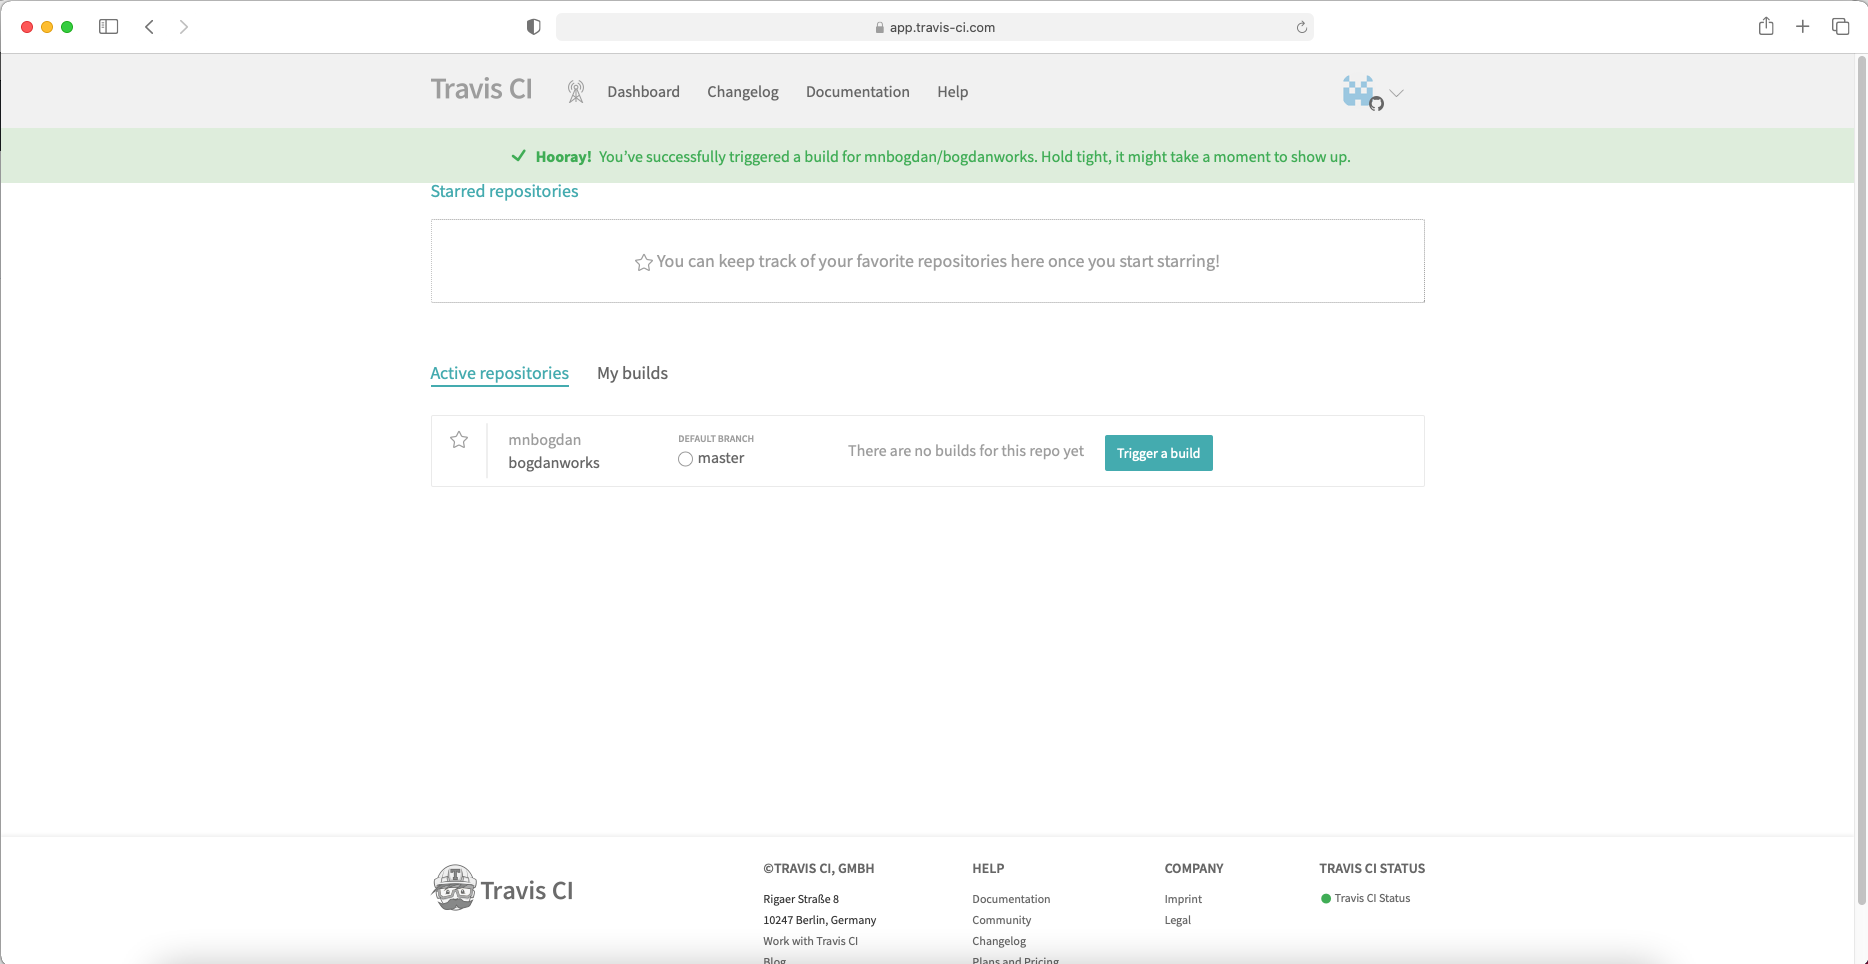 app.travis-ci.com
Travis CI
Dashboard
Changelog
Documentation
Help
Hooray! You’ve successfully triggered a build for mnbogdan/bogdanworks. Hold tight, it might take a moment to show up.
Starred repositories
You can keep track of your favorite repositories here once you start starring!
Active repositories
My builds
mnbogdan
bogdanworks
DEFAULT BRANCH
master
There are no builds for this repo yet
Trigger a build
Travis CI
©TRAVIS CI, GMBH
Rigaer Straße 8
10247 Berlin, Germany
Work with Travis CI
Blog
HELP
Documentation
Community
Changelog
Plans and Pricing
COMPANY
Imprint
Legal
TRAVIS CI STATUS
Travis CI Status